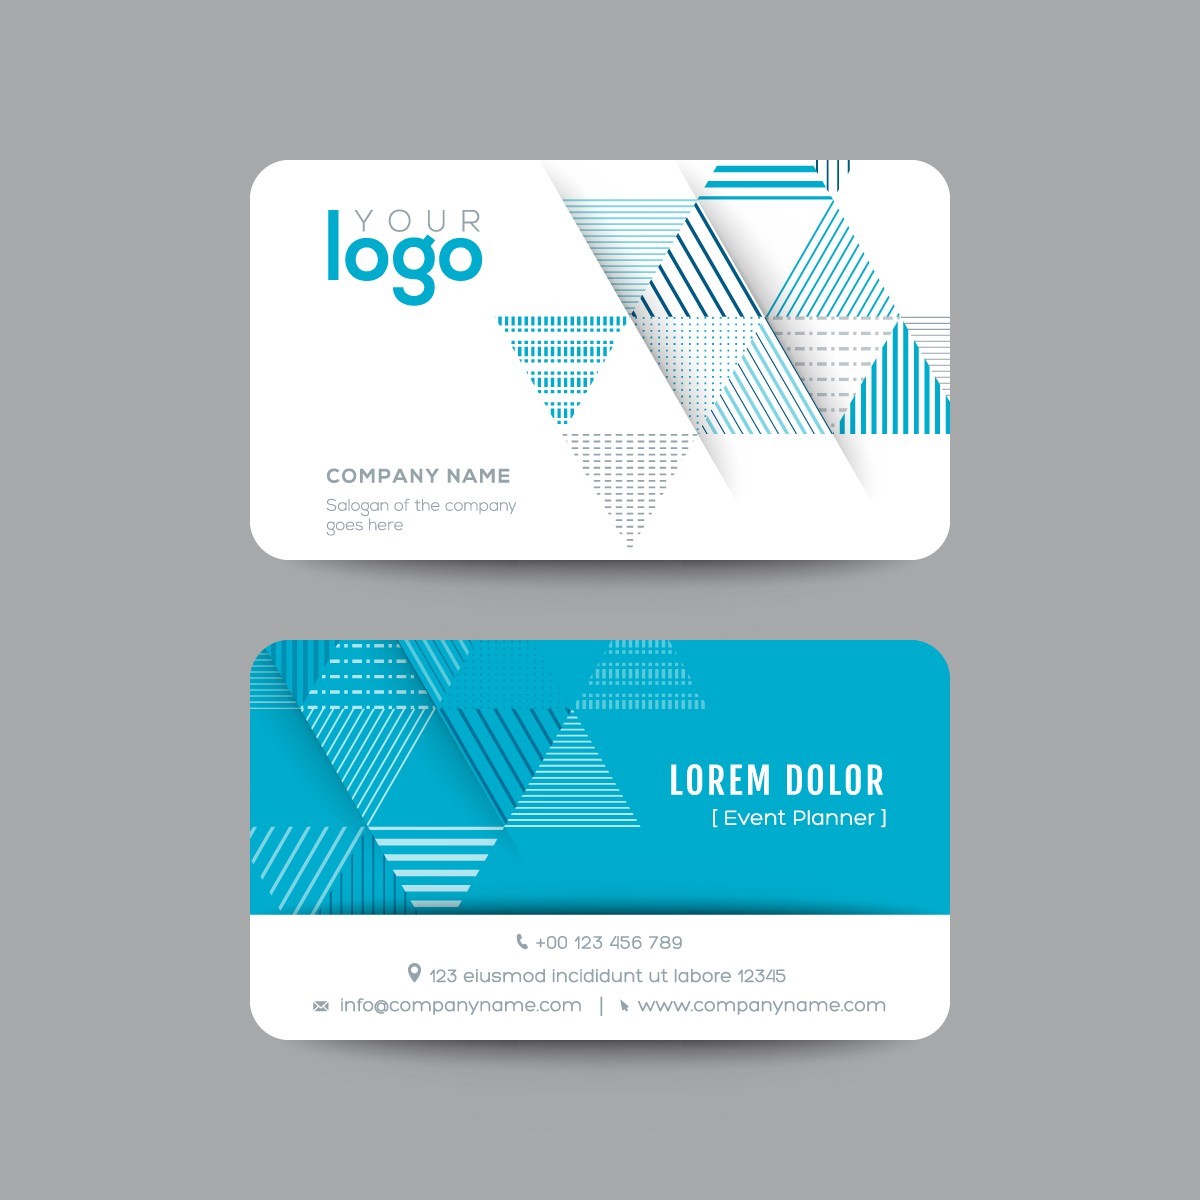 YOUR
logo
COMPANY NAME
Salogan of the company
goes here
LOREM DOLOR
[ Event Planner ]
+00 123 456 789
123 eiusmod incididunt ut labore 12345
info@companyname.com | www.companyname.com